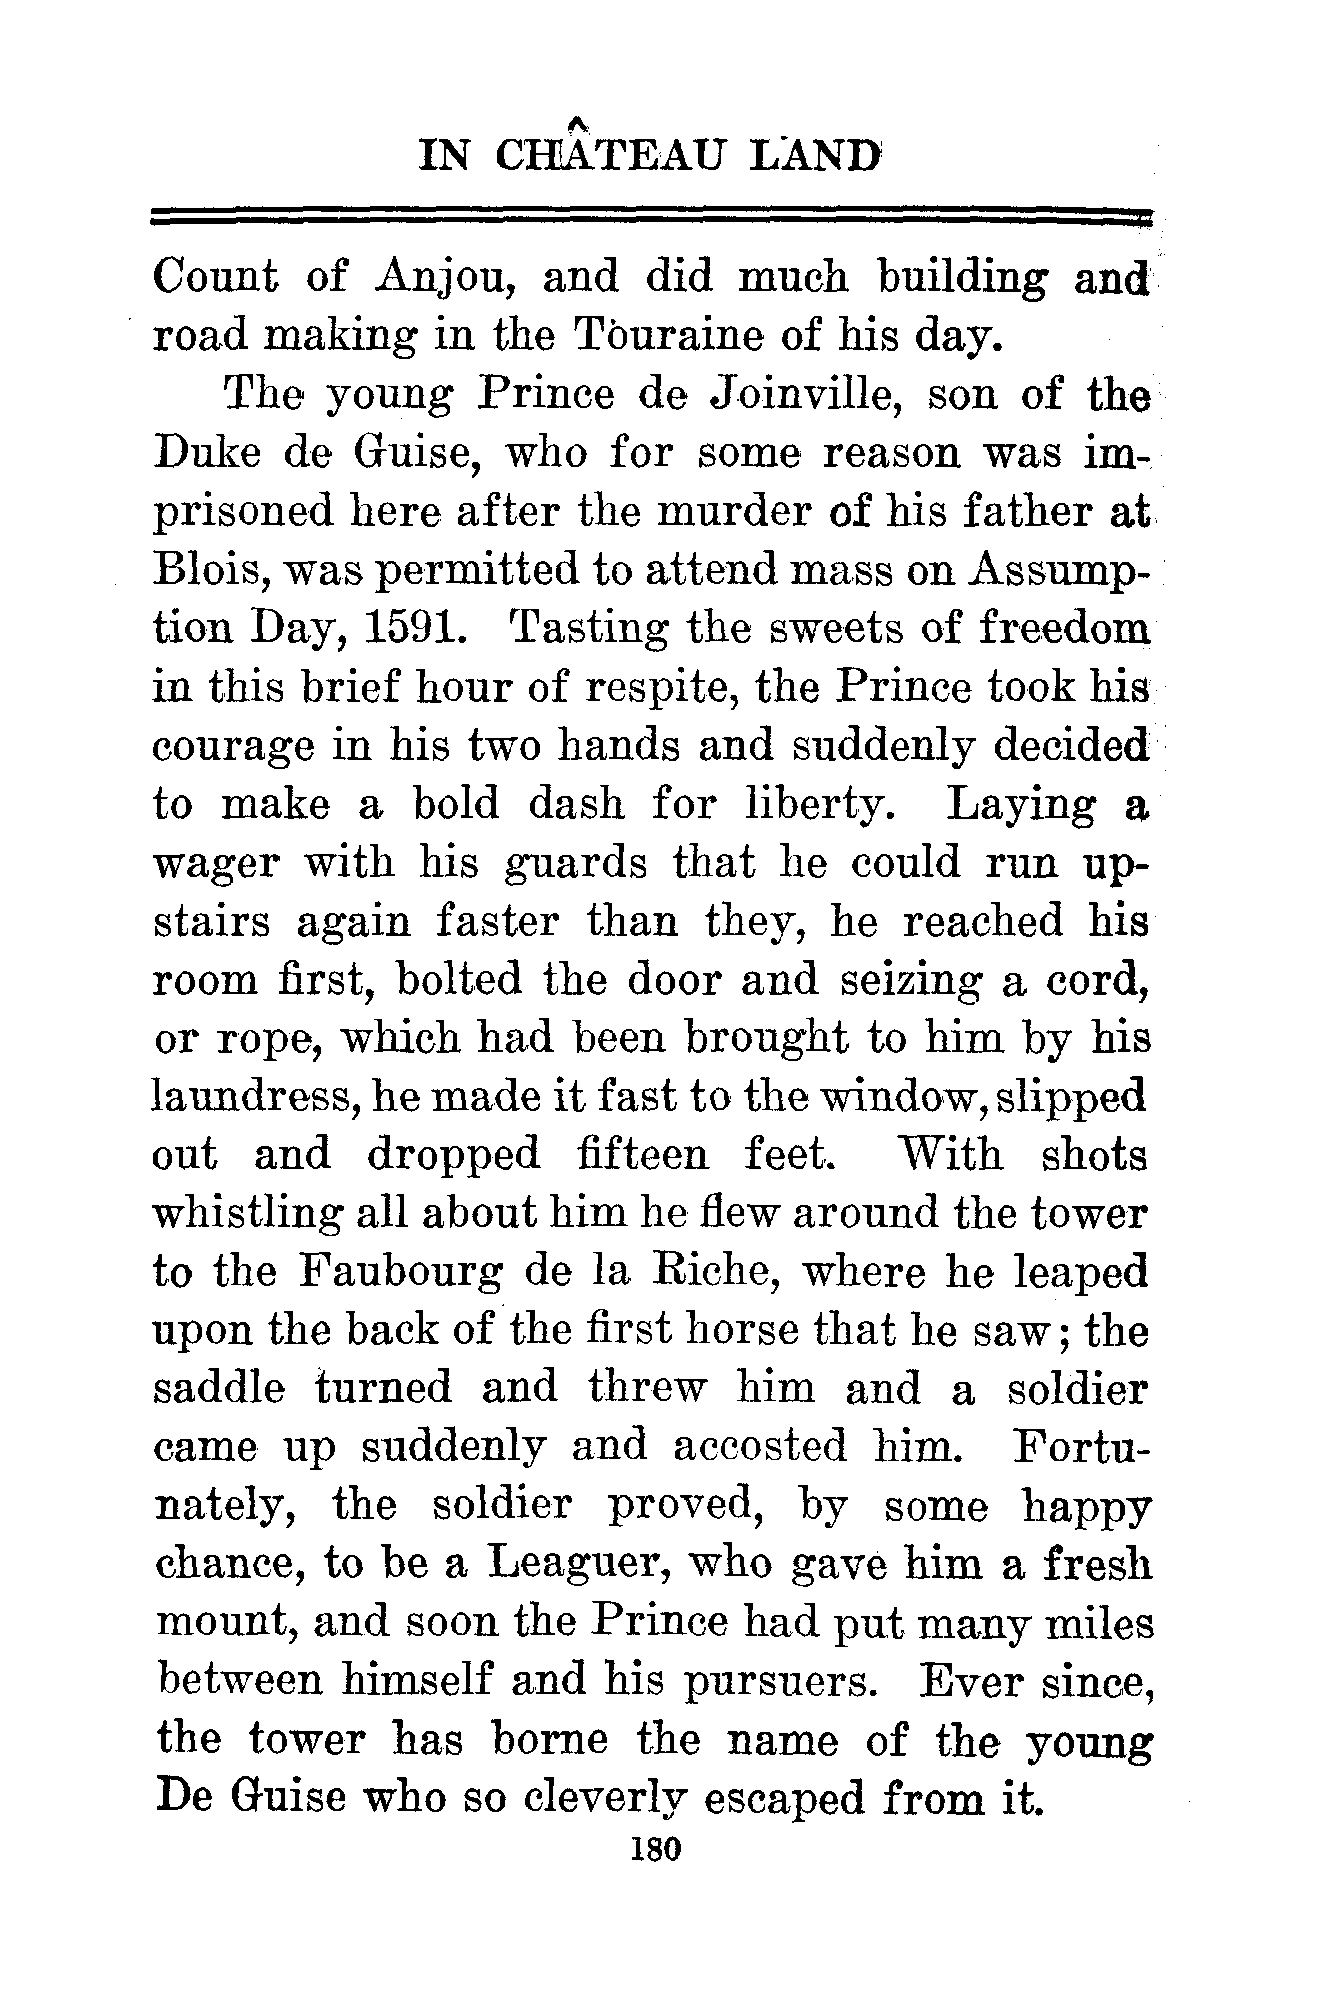 IN CHÂTEAU LAND
Count of Anjou, and did much building and
road making in the Touraine of his day.
The young Prince de Joinville, son of the
Duke de Guise, who for some reason was im-
prisoned here after the murder of his father at
Blois, was permitted to attend mass on Assump-
tion Day, 1591. Tasting the sweets of freedom
in this brief hour of respite, the Prince took his
courage in his two hands and suddenly decided
to make a bold dash for liberty. Laying a
wager with his guards that he could run up-
stairs again faster than they, he reached his
room first, bolted the door and seizing a cord,
or rope, which had been brought to him by his
laundress, he made it fast to the window, slipped
out and dropped fifteen feet. With shots
whistling all about him he flew around the tower
to the Faubourg de la Riche, where he leaped
upon the back of the first horse that he saw; the
saddle turned and threw him and a soldier
came up suddenly and accosted him. Fortu-
nately, the soldier proved, by some happy
chance, to be a Leaguer, who gave him a fresh
mount, and soon the Prince had put many miles
between himself and his pursuers. Ever since,
the tower has borne the name of the young
De Guise who so cleverly escaped from it.
180